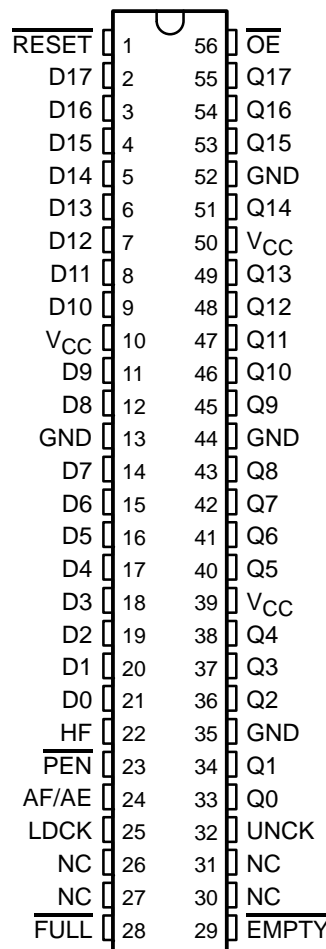 RESET 1 56 OE
D17 2 55 Q17
D16 3 54 Q16
D15 4 53 Q15
D14 5 52 GND
D13 6 51 Q14
D12 7 50 VCC
D11 8 49 Q13
D10 9 48 Q12
VCC 10 47 Q11
D9 11 46 Q10
D8 12 45 Q9
GND 13 44 GND
D7 14 43 Q8
D6 15 42 Q7
D5 16 41 Q6
D4 17 40 Q5
D3 18 39 VCC
D2 19 38 Q4
D1 20 37 Q3
D0 21 36 Q2
HF 22 35 GND
PEN 23 34 Q1
AF/AE 24 33 Q0
LDCK 25 32 UNCK
NC 26 31 NC
NC 27 30 NC
FULL 28 29 EMPTY